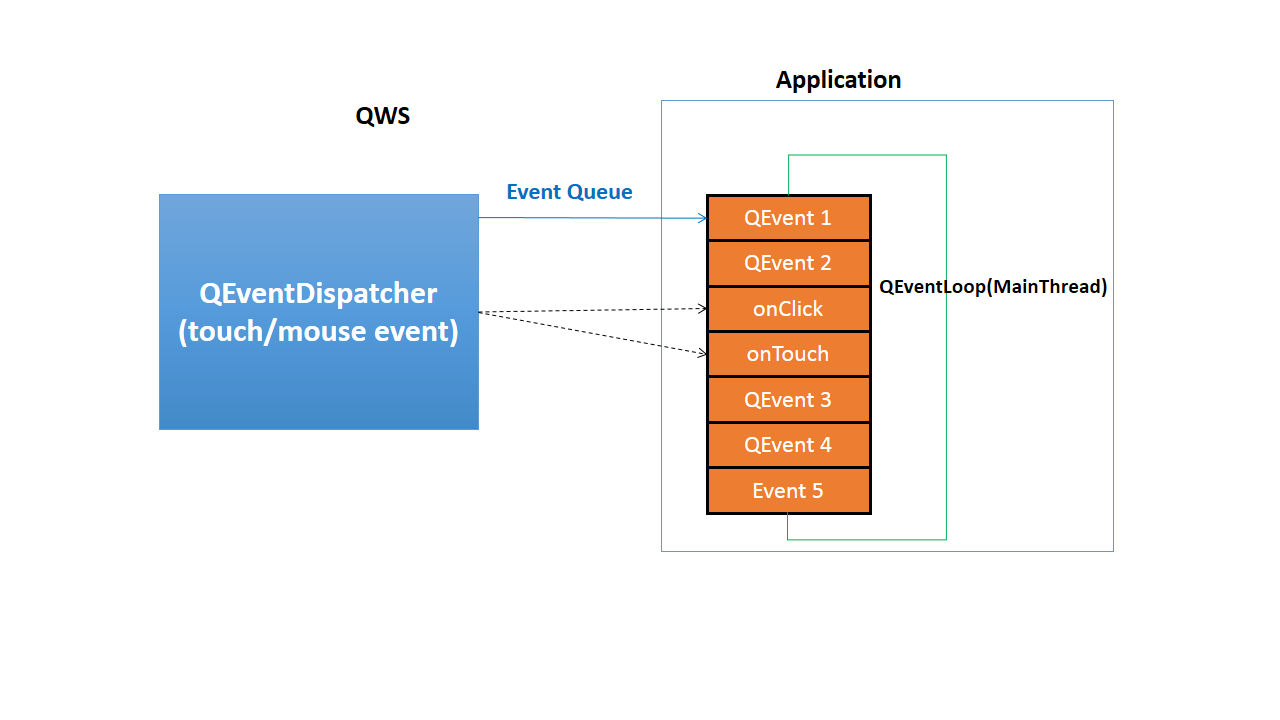 Application
QWS
Event Queue
QEventDispatcher
(touch/mouse event)
QEvent 1
QEvent 2
onClick
onTouch
QEvent 3
QEvent 4
Event 5
QEventLoop(MainThread)